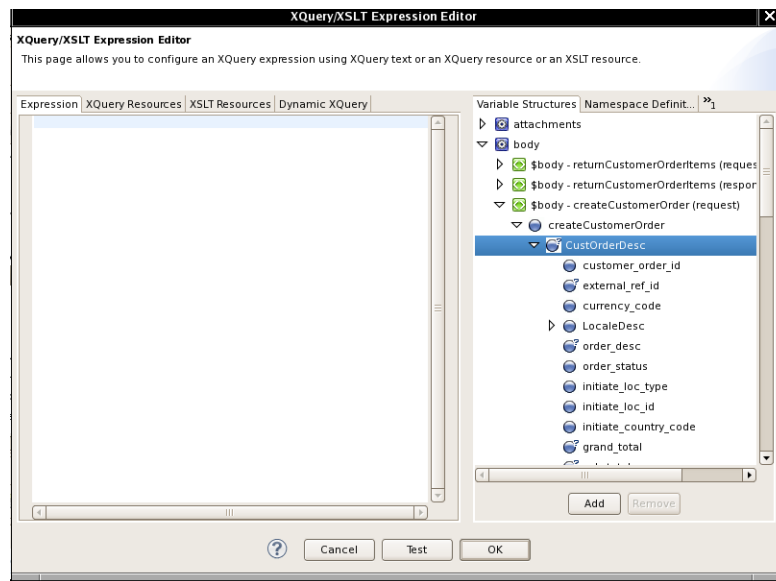 XQuery/XSLT Expression Editor
XQuery/XSLT Expression Editor
This page allows you to configure an XQuery expression using XQuery text or an XQuery resource or an XSLT resource.
Expression XQuery Resources XSLT Resources Dynamic XQuery
Variable Structures Namespace Definit... »1
attachments
body
$body - returnCustomerOrderItems (reques
$body - returnCustomerOrderItems (respor
$body - createCustomerOrder (request)
createCustomerOrder
CustOrderDesc
customer_order_id
external_ref_id
currency_code
LocaleDesc
order_desc
order_status
initiate_loc_type
initiate_loc_id
initiate_country_code
grand_total
Add Remove
? Cancel Test OK